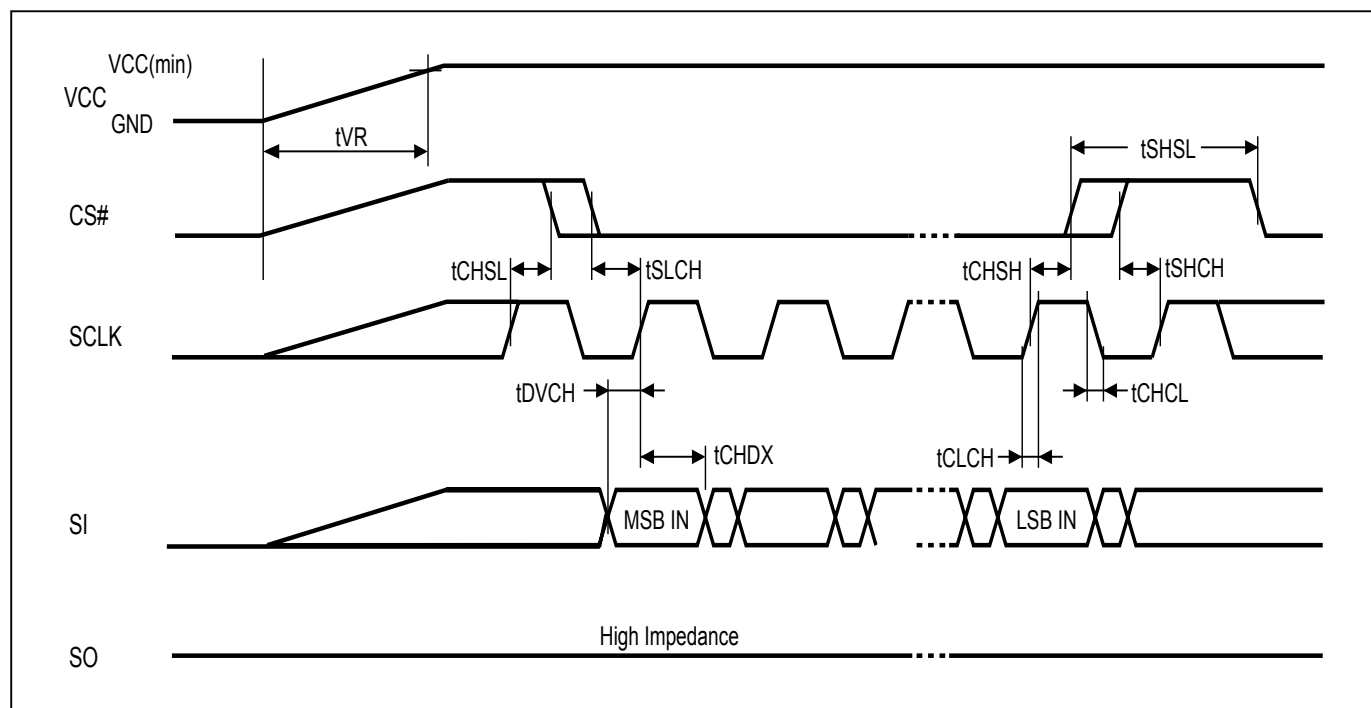 VCC(min)
VCC
GND
tVR
tSHSL
CS#
tCHSL
tSLCH
tCHSH
tSHCH
SCLK
tDVCH
tCHCL
tCHDX
tCLCH
SI
MSB IN
LSB IN
High Impedance
SO